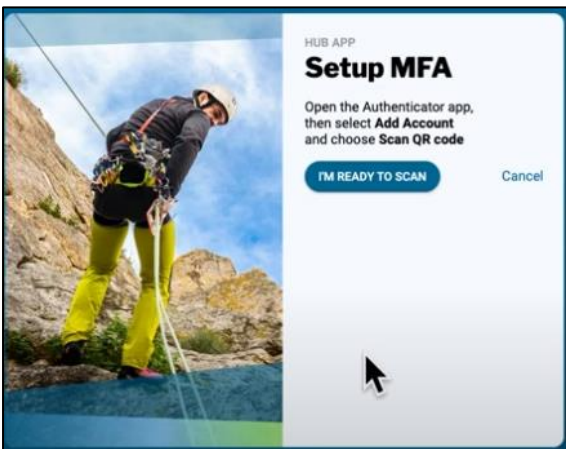 HUB APP
Setup MFA
Open the Authenticator app,
then select Add Account
and choose Scan QR code
I'M READY TO SCAN
Cancel